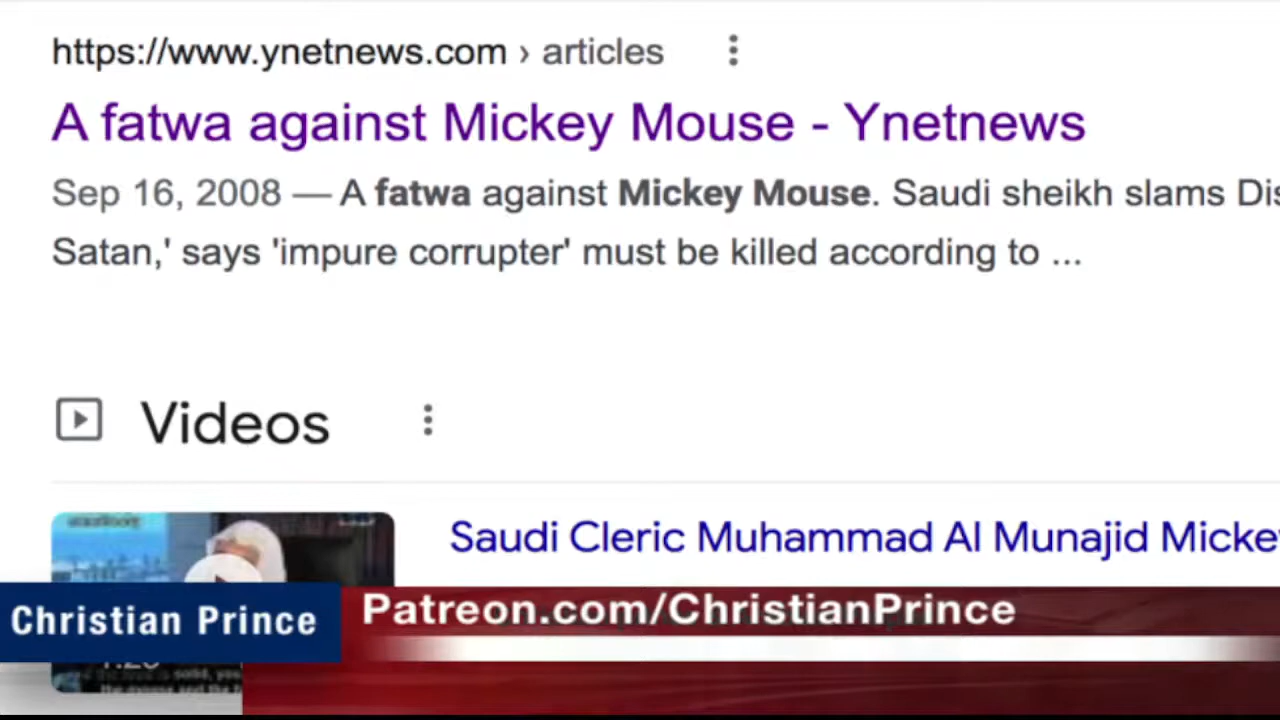 https://www.ynetnews.com › articles
A fatwa against Mickey Mouse - Ynetnews
Sep 16, 2008 — A fatwa against Mickey Mouse. Saudi sheikh slams Dis
Satan,' says 'impure corrupter' must be killed according to ...
Videos
Saudi Cleric Muhammad Al Munajid Mickey
Christian Prince
Patreon.com/ChristianPrince